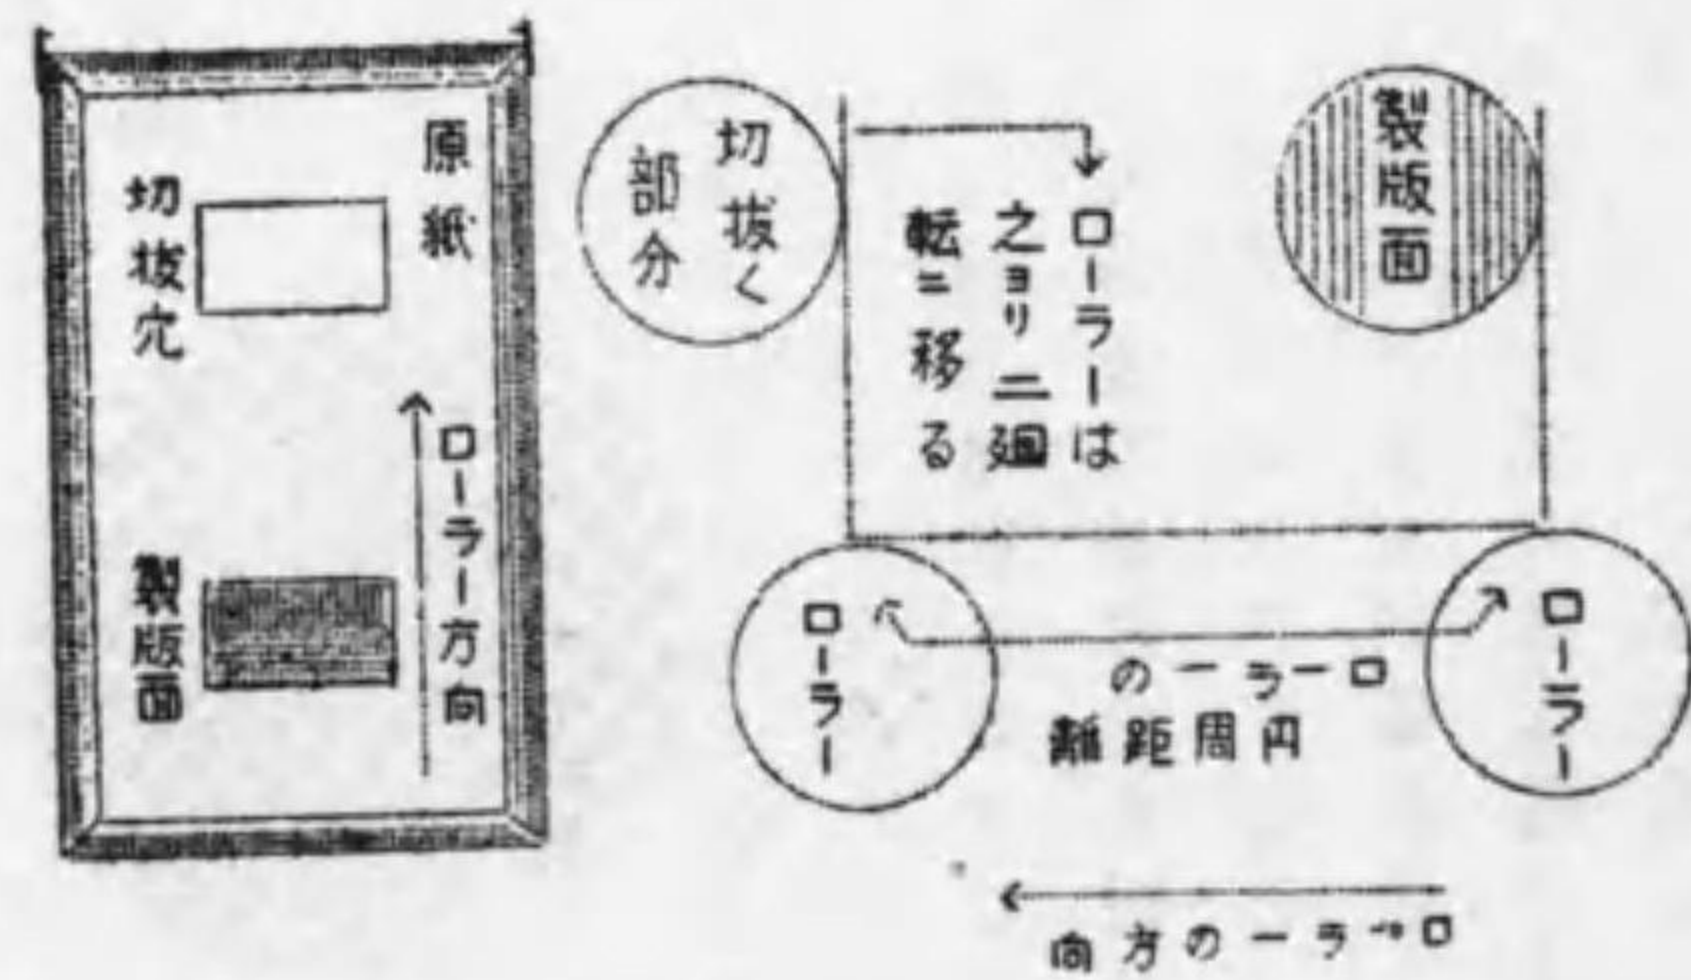 原紙
切抜穴
ローラー方向
製版面
切抜く
部分
ローラーは
之ヨリ二廻
転ニ移る
製版面
ローラー
ローラー
ローラーの
円周距離
ローラーの方向